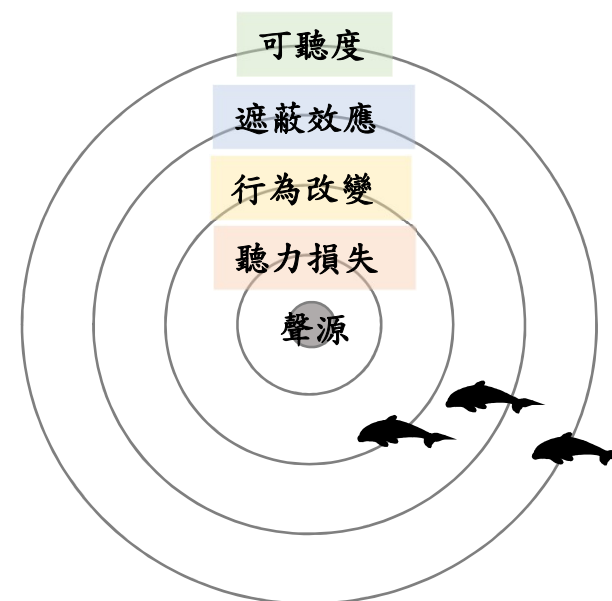 可聽度
遮蔽效應
行為改變
聽力損失
聲源